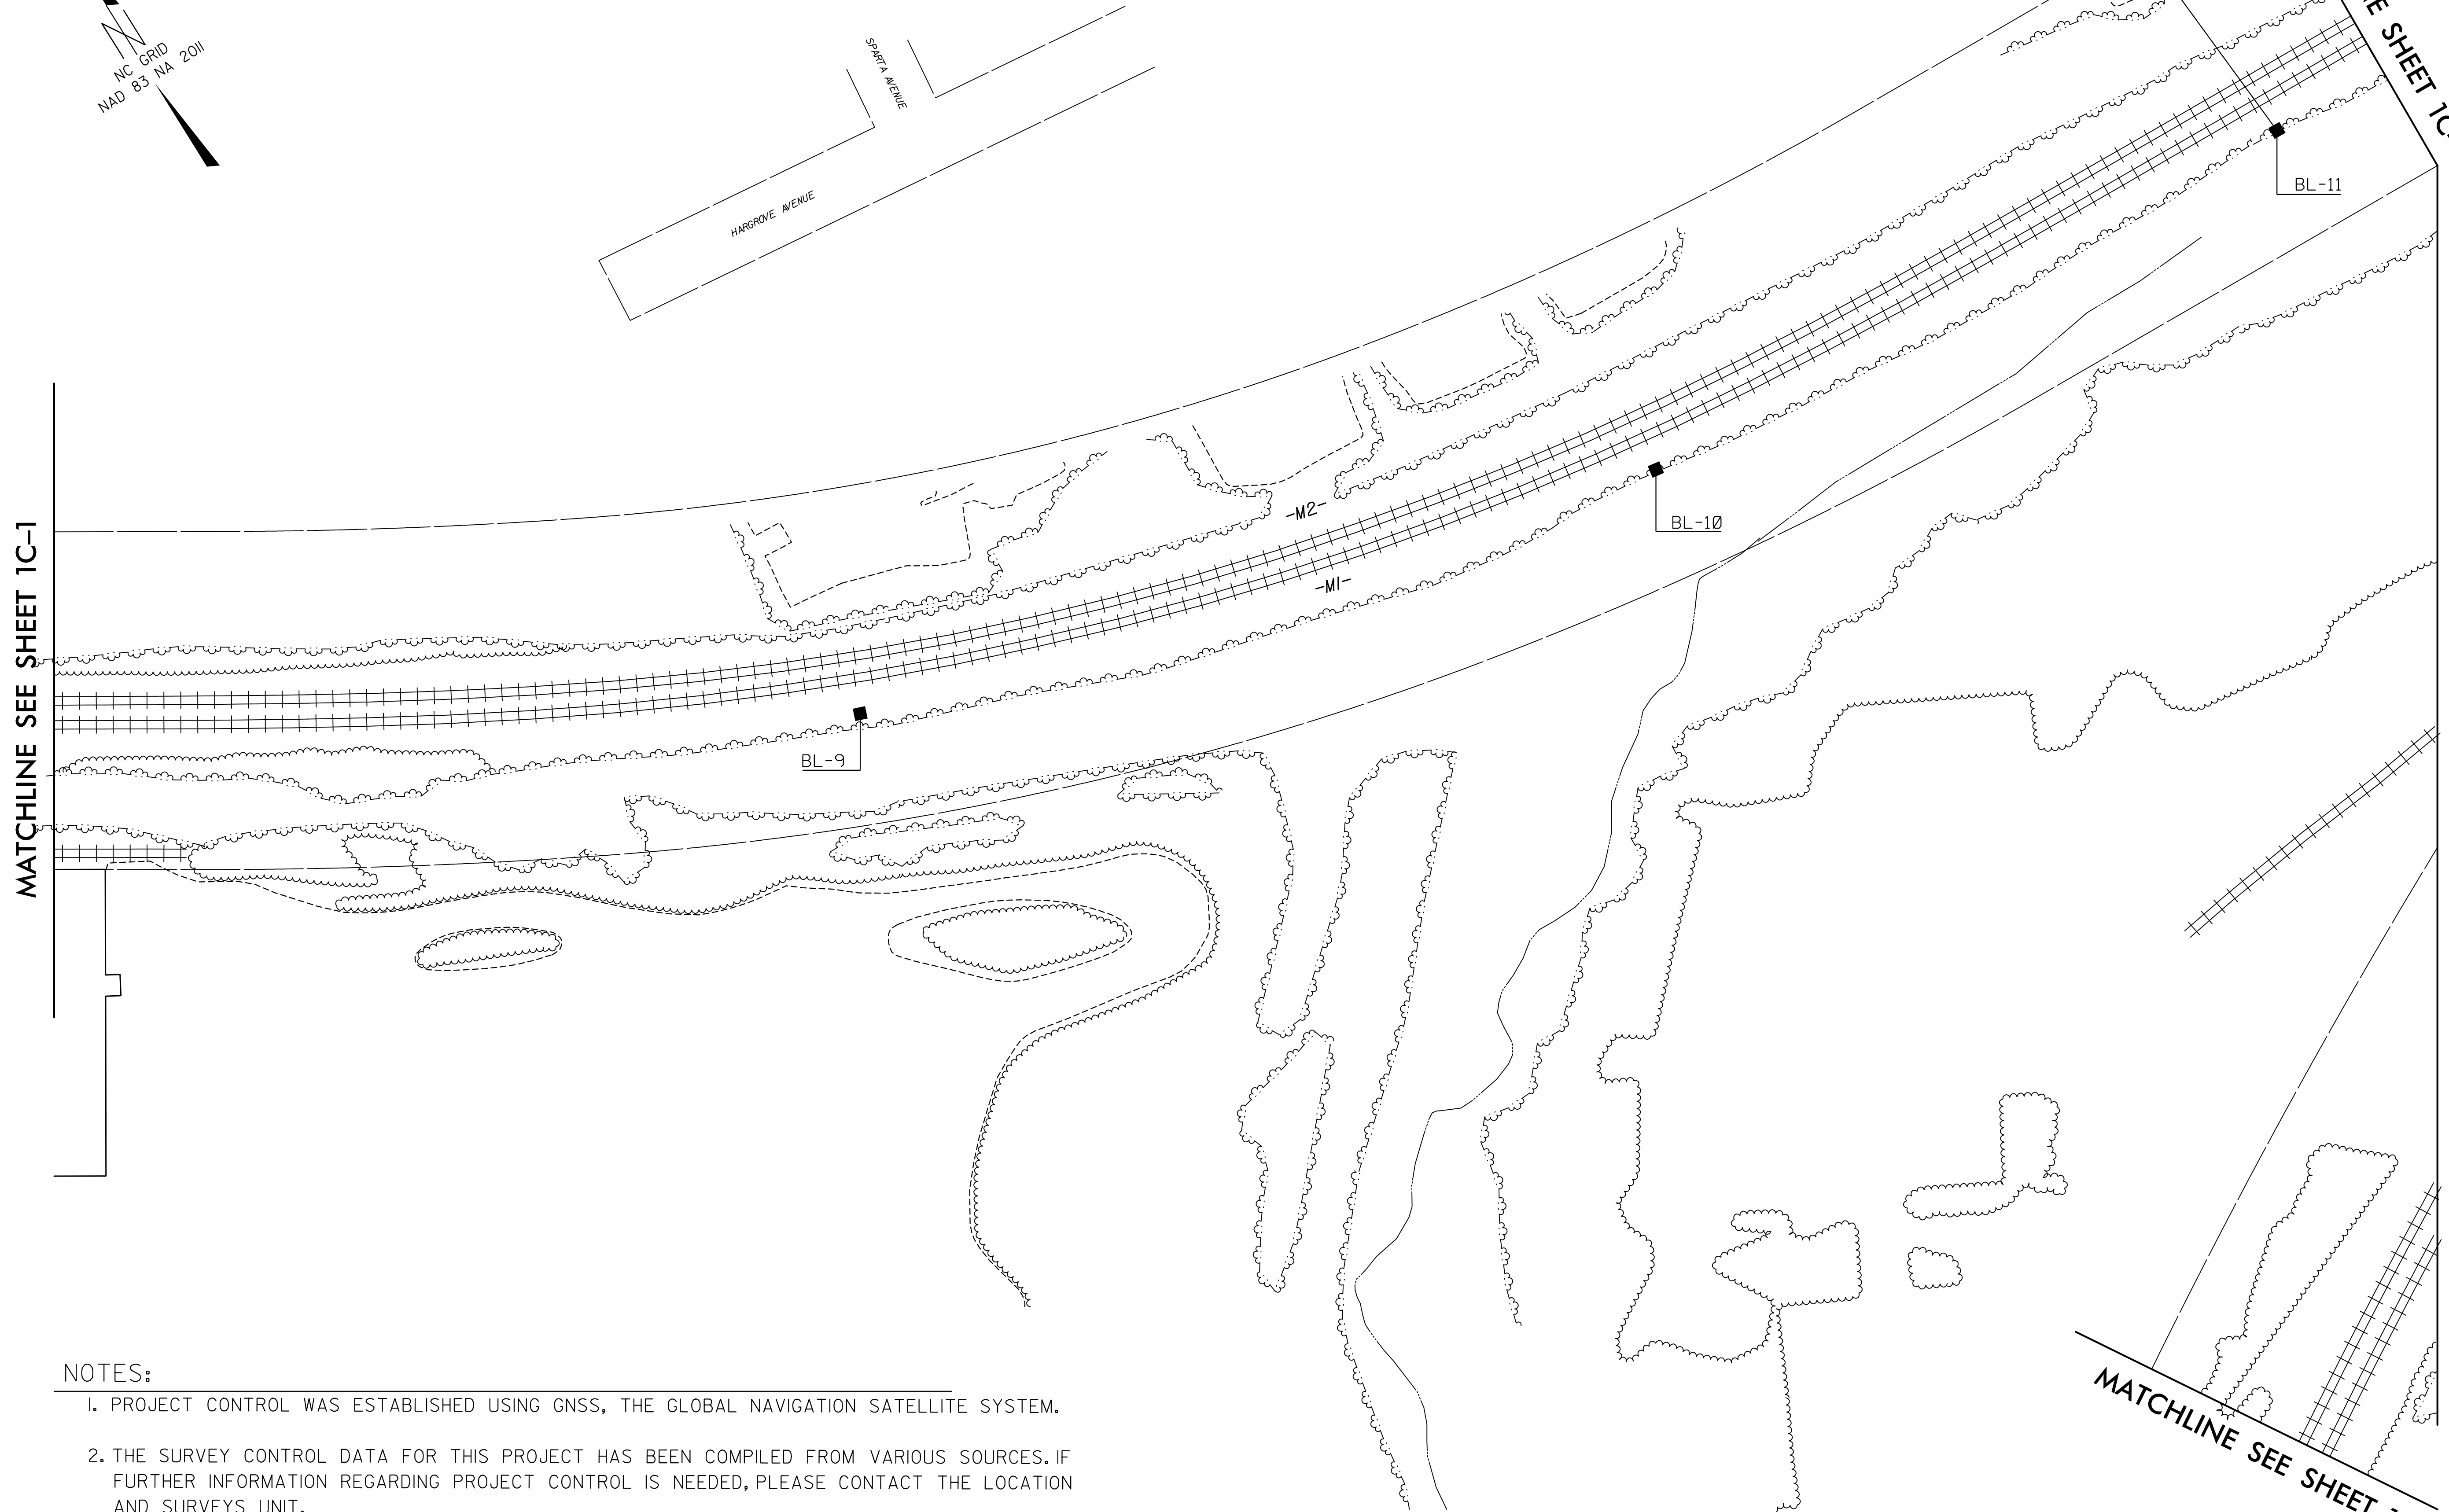 NC GRID
NAD 83 NA 2011
SPARTA AVENUE
HARGROVE AVENUE
SHEET
BL-11
-M2-
BL-10
-M1-
MATCHLINE SEE SHEET 1C-1
BL-9
NOTES:
1. PROJECT CONTROL WAS ESTABLISHED USING GNSS, THE GLOBAL NAVIGATION SATELLITE SYSTEM.
2. THE SURVEY CONTROL DATA FOR THIS PROJECT HAS BEEN COMPILED FROM VARIOUS SOURCES. IF
FURTHER INFORMATION REGARDING PROJECT CONTROL IS NEEDED, PLEASE CONTACT THE LOCATION
AND SURVEYS UNIT.
MATCHLINE SEE SHEET